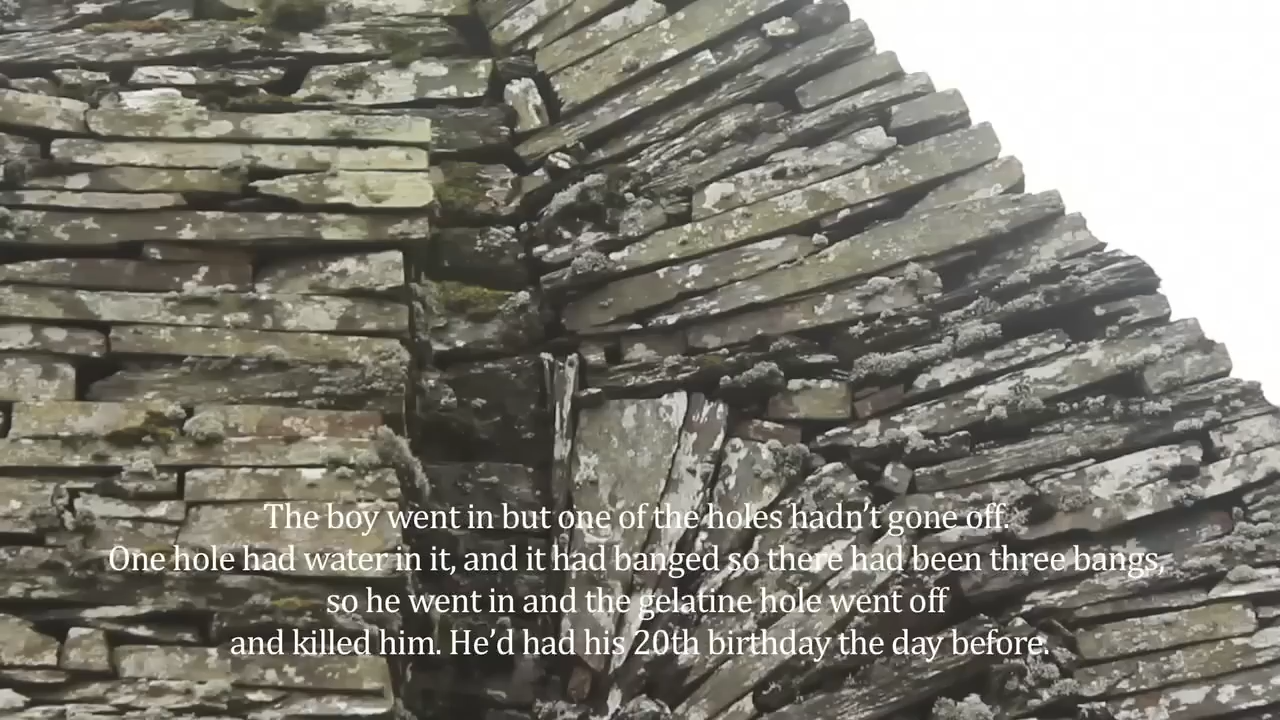 The boy went in but one of the holes hadn’t gone off.
One hole had water in it, and it had banged so there had been three bangs,
so he went in and the gelatine hole went off
and killed him. He’d had his 20th birthday the day before.